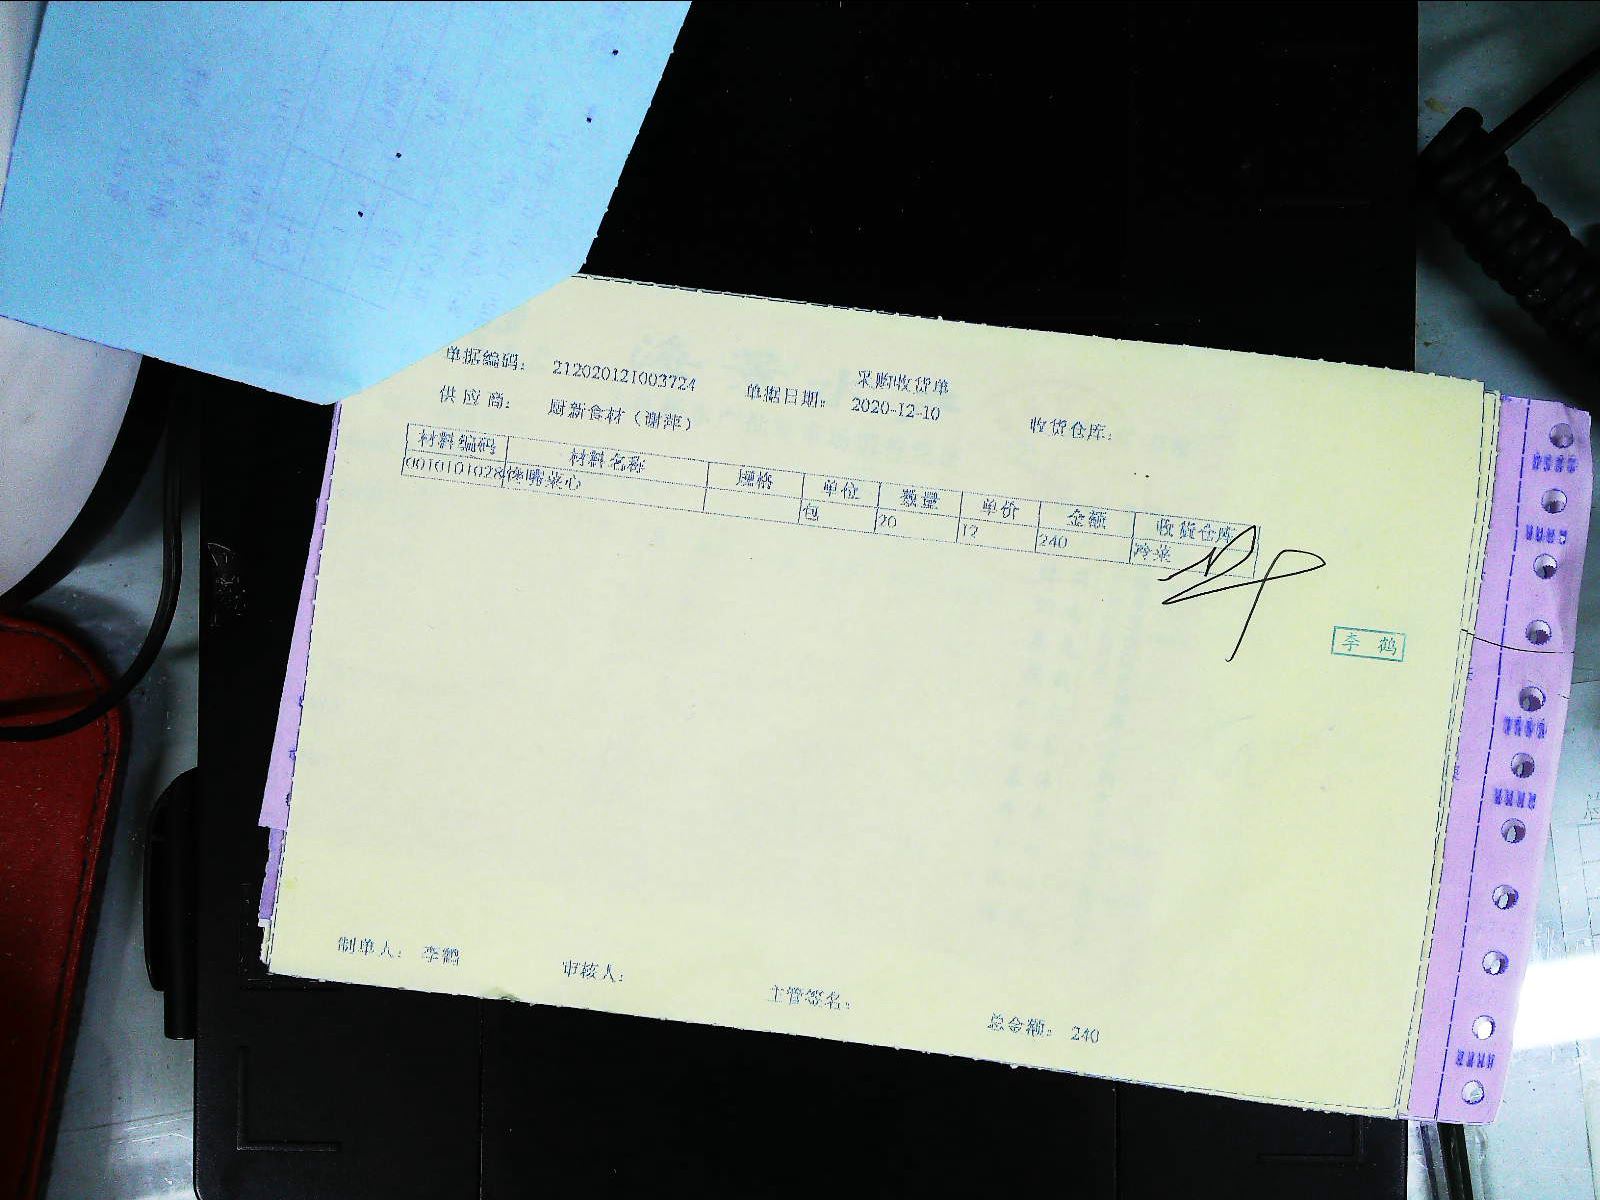 采购收货单
单据编码： 212020121003724 单据日期： 2020-12-10 收货仓库：
供应商： 厨新食材（谢萍）
材料编码 材料名称 规格 单位 数量 单价 金额 收货仓库
0010101028 菜心 包 20 12 240 冷菜
李鹤
制单人： 李鹤 审核人： 主管签名： 总金额： 240